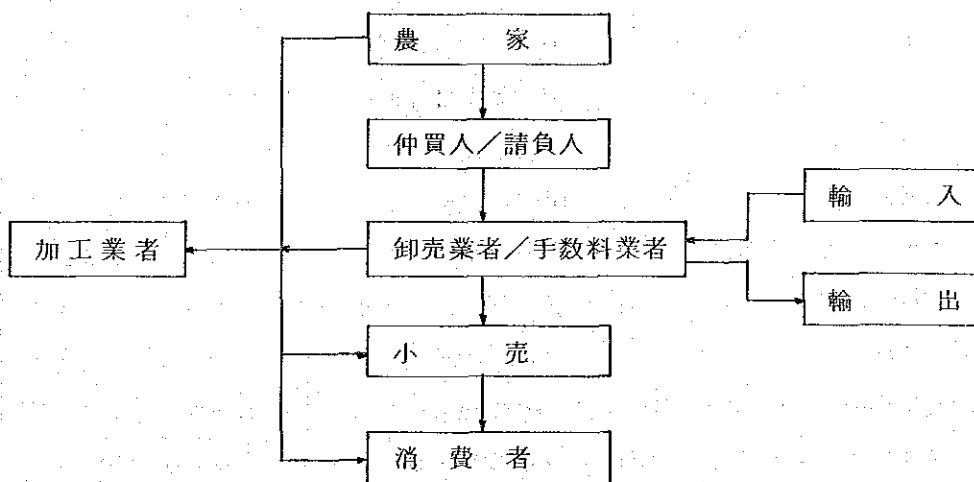 農家
仲買人／請負人
輸入
加工業者
卸売業者／手数料業者
輸出
小売
消費者